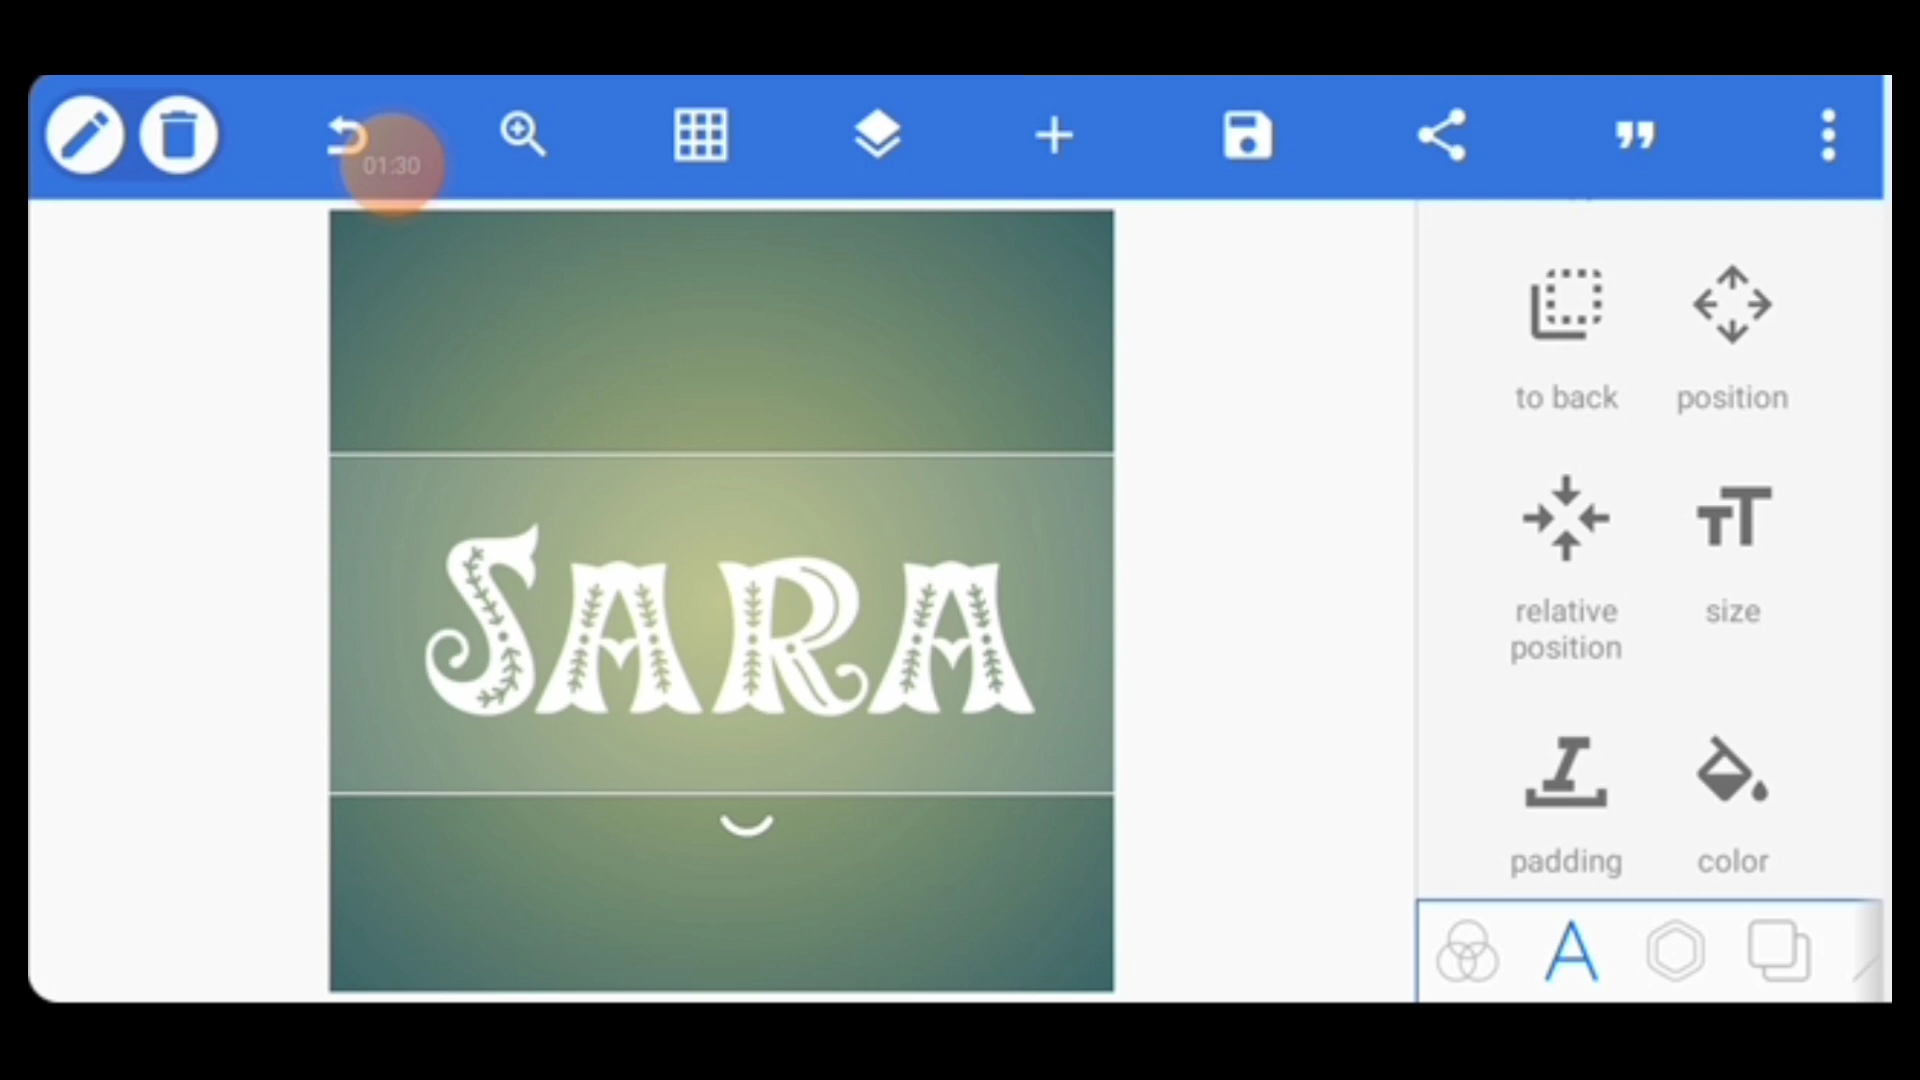 01:30
to back
position
SARA
relative
position
size
padding
color